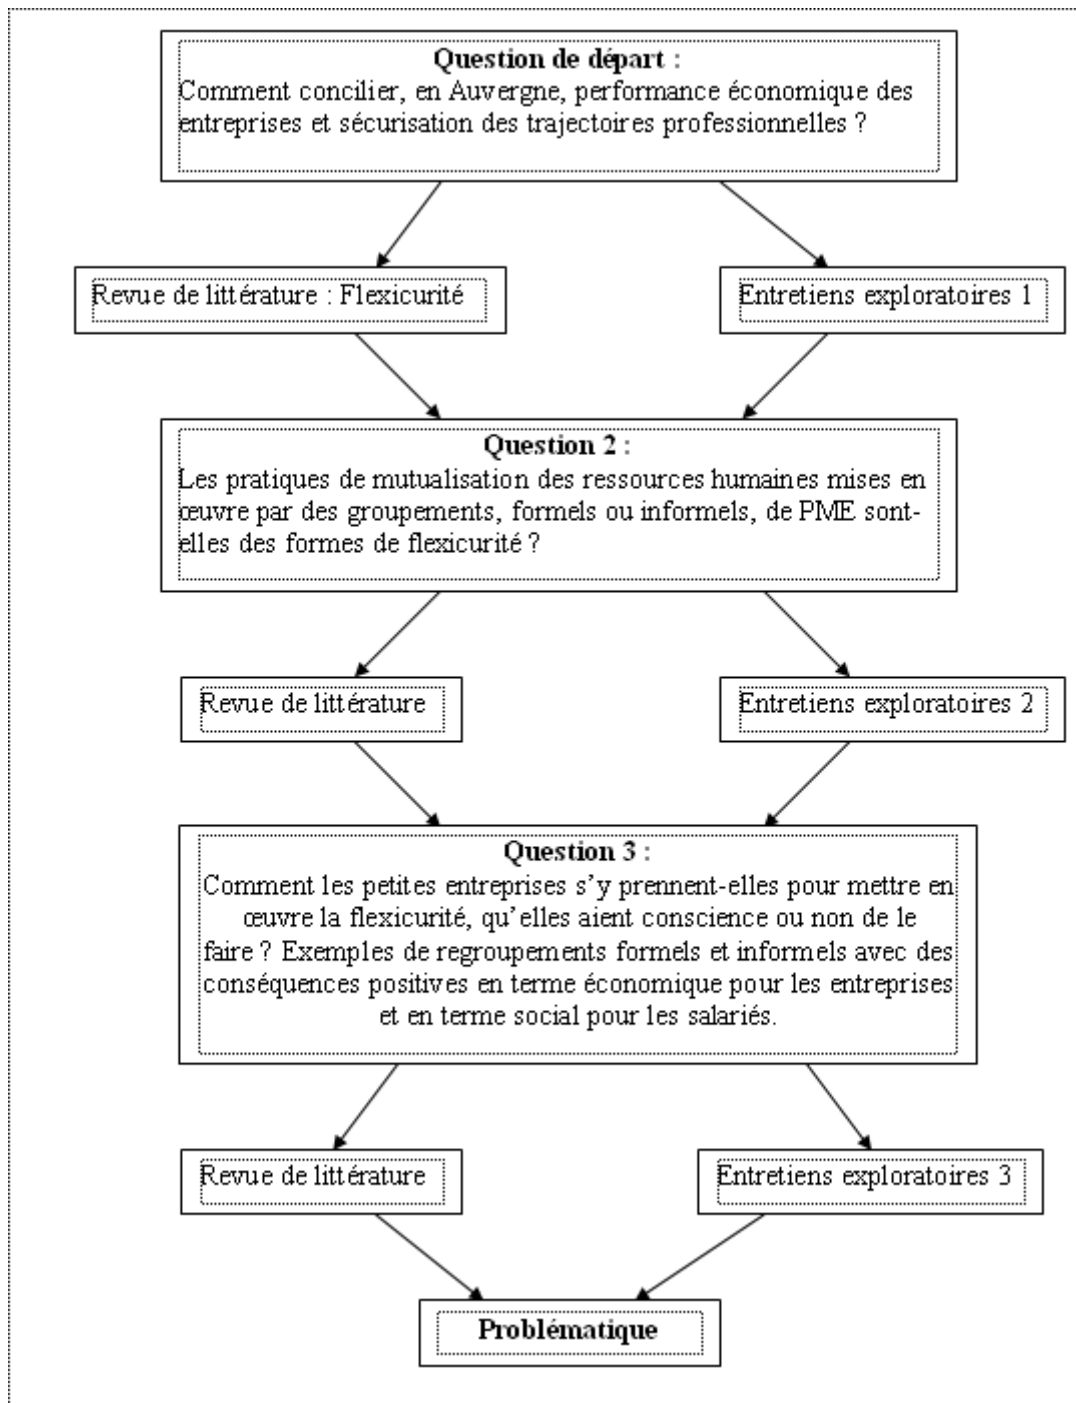 Question de départ :
Comment concilier, en Auvergne, performance économique des
entreprises et sécurisation des trajectoires professionnelles ?
Revue de littérature : Flexicurité
Entretiens exploratoires 1
Question 2 :
Les pratiques de mutualisation des ressources humaines mises en
œuvre par des groupements, formels ou informels, de PME sont-
elles des formes de flexicurité ?
Revue de littérature
Entretiens exploratoires 2
Question 3 :
Comment les petites entreprises s’y prennent-elles pour mettre en
œuvre la flexicurité, qu’elles aient conscience ou non de le
faire ? Exemples de regroupements formels et informels avec des
conséquences positives en terme économique pour les entreprises
et en terme social pour les salariés.
Revue de littérature
Entretiens exploratoires 3
Problématique